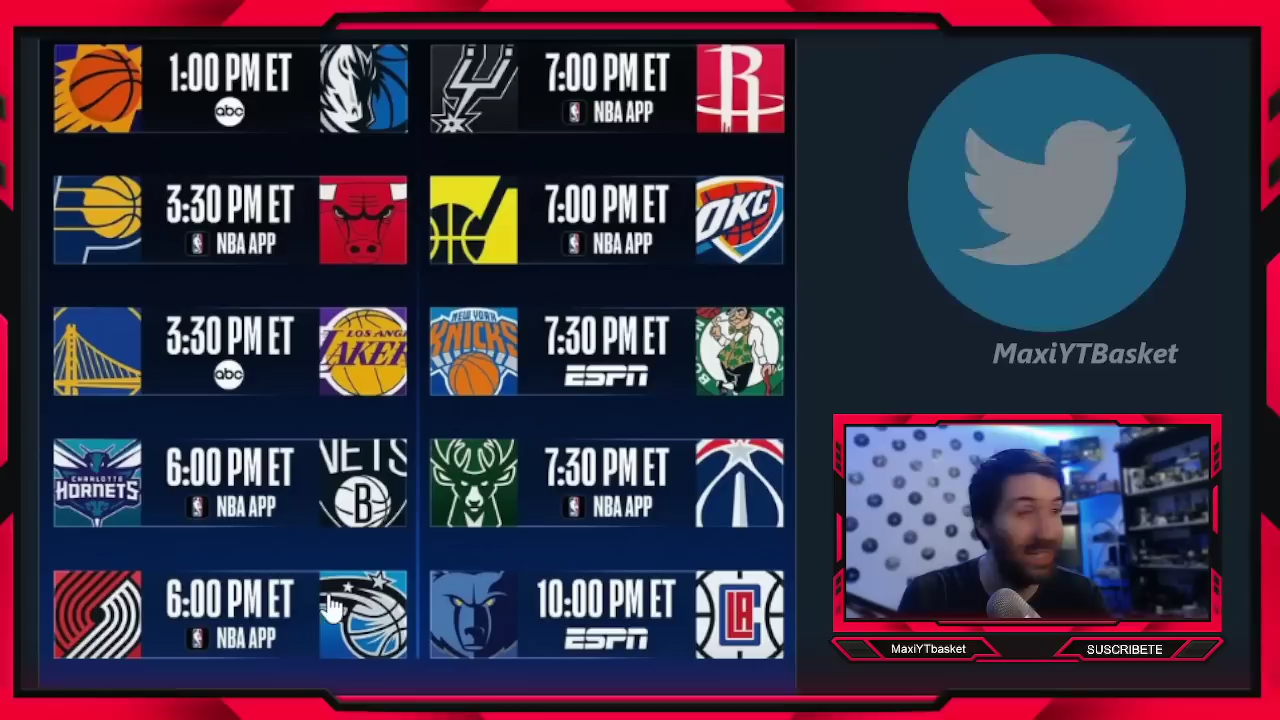 1:00 PM ET
abc
7:00 PM ET
NBA APP
R
3:30 PM ET
NBA APP
7:00 PM ET
NBA APP
OKC
3:30 PM ET
abc
LOS ANG
LAKER
NEW YORK
KNICKS
7:30 PM ET
ESPN
CHARLOTTE
HORNETS
6:00 PM ET
NBA APP
NETS
B
7:30 PM ET
NBA APP
6:00 PM ET
NBA APP
10:00 PM ET
ESPN
LA
MaxiYTBasket
MaxiYTbasket
SUSCRIBETE